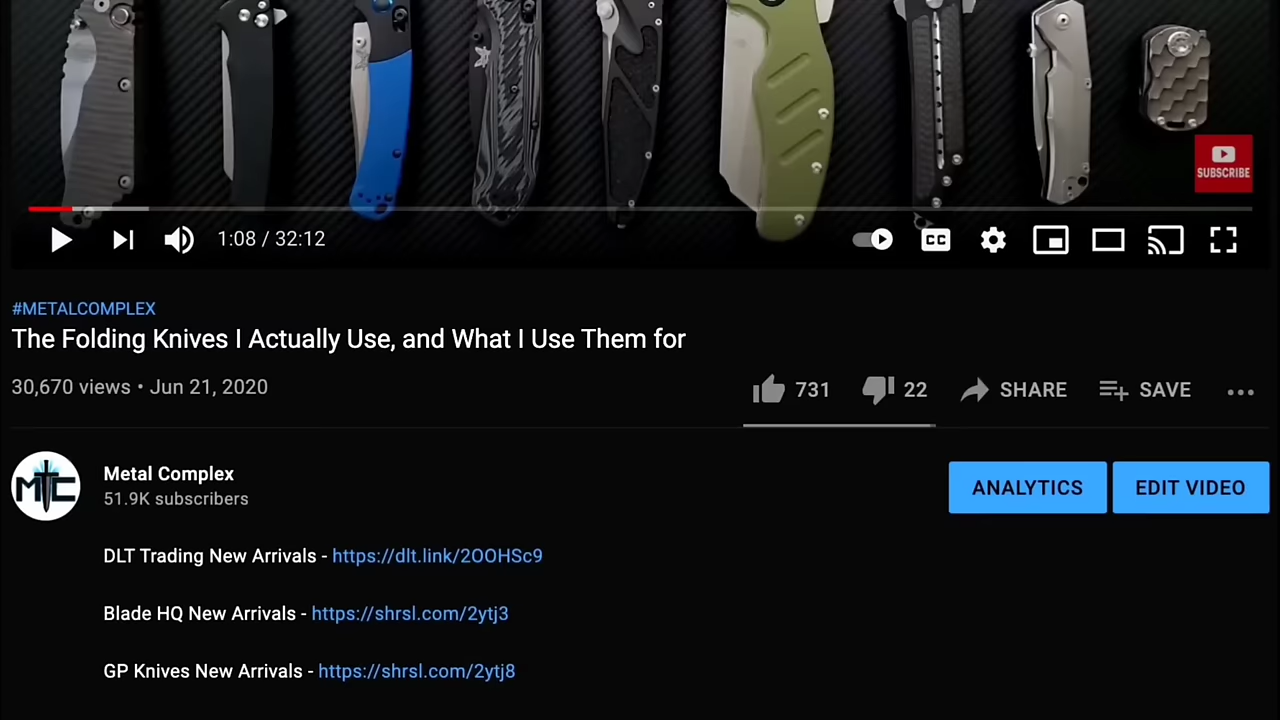 SUBSCRIBE
1:08 / 32:12
CC
#METALCOMPLEX
The Folding Knives I Actually Use, and What I Use Them for
30,670 views • Jun 21, 2020
731 22 SHARE SAVE
MTC
Metal Complex
51.9K subscribers
ANALYTICS EDIT VIDEO
DLT Trading New Arrivals - https://dlt.link/2OOHSc9
Blade HQ New Arrivals - https://shrsl.com/2ytj3
GP Knives New Arrivals - https://shrsl.com/2ytj8